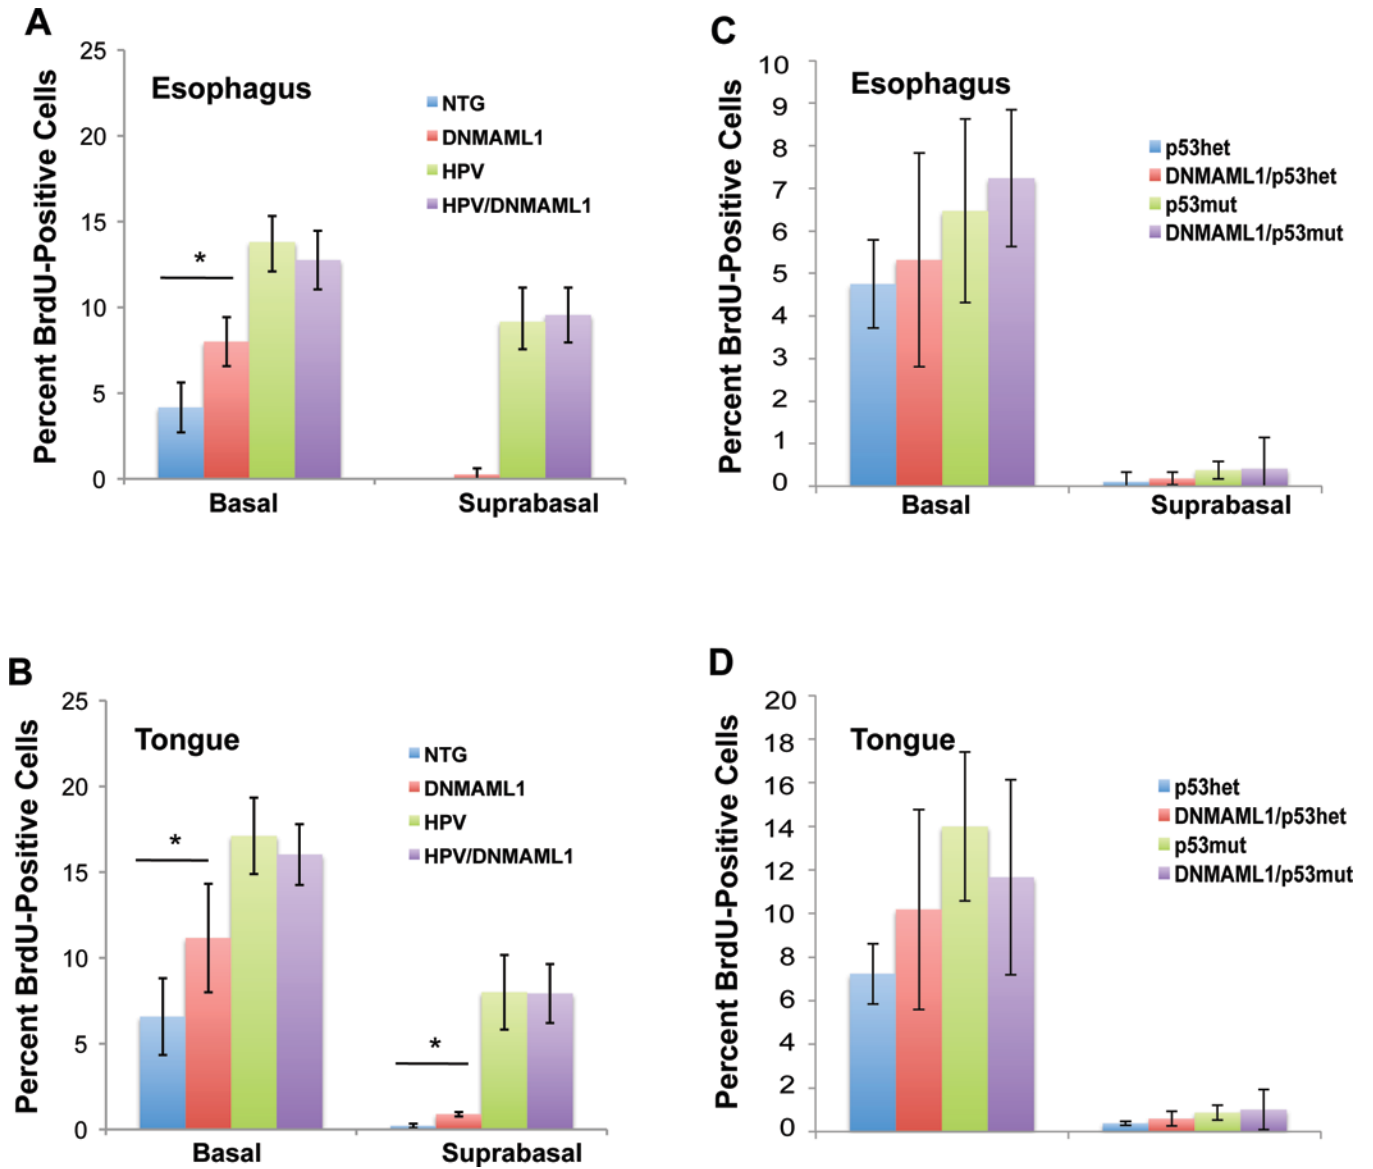 A
Percent BrdU-Positive Cells
25
20
15
10
5
0
Esophagus
NTG
DNMAML1
HPV
HPV/DNMAML1
*
Basal
Suprabasal
C
Percent BrdU-Positive Cells
10
9
8
7
6
5
4
3
2
1
0
Esophagus
p53het
DNMAML1/p53het
p53mut
DNMAML1/p53mut
Basal
Suprabasal
B
Percent BrdU-Positive Cells
25
20
15
10
5
0
Tongue
NTG
DNMAML1
HPV
HPV/DNMAML1
*
*
Basal
Suprabasal
D
Percent BrdU-Positive Cells
20
18
16
14
12
10
8
6
4
2
0
Tongue
p53het
DNMAML1/p53het
p53mut
DNMAML1/p53mut